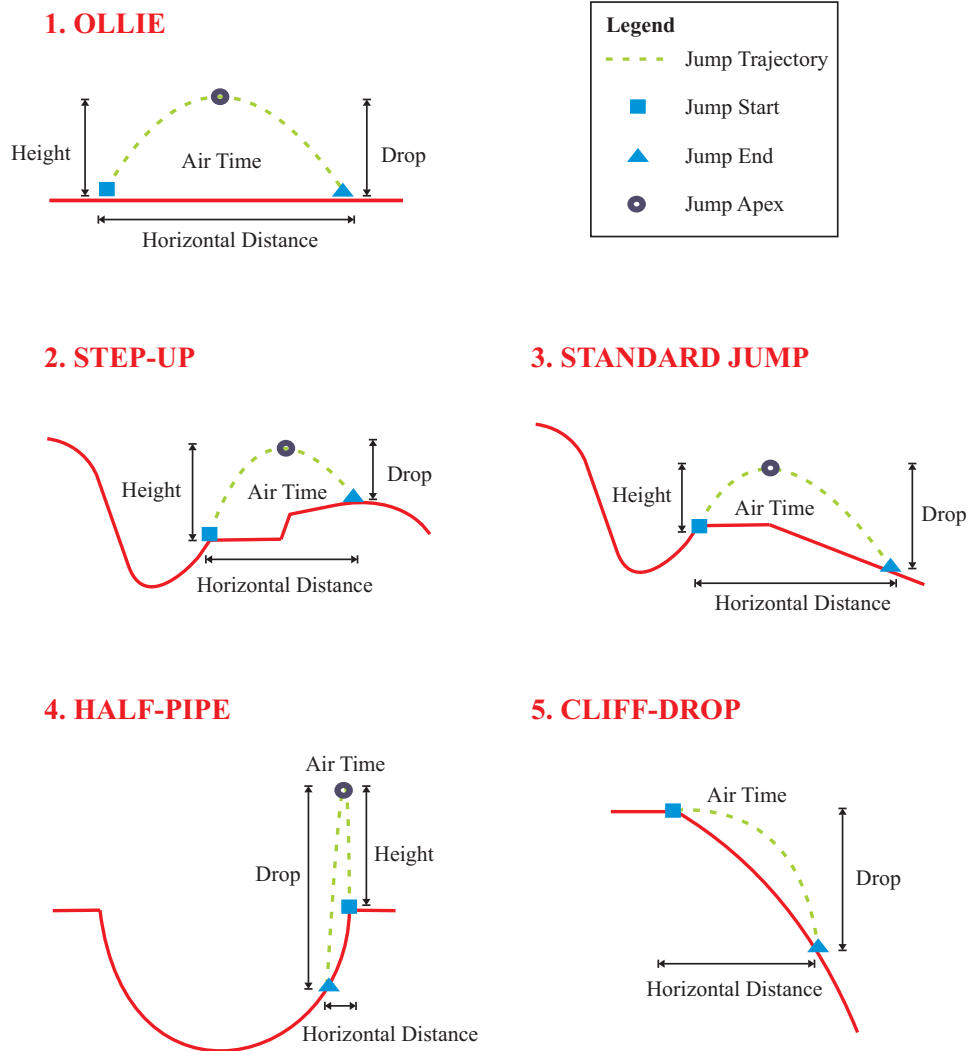 1. OLLIE
Height
Air Time
Drop
Horizontal Distance
Legend
Jump Trajectory
Jump Start
Jump End
Jump Apex
2. STEP-UP
Height
Air Time
Drop
Horizontal Distance
3. STANDARD JUMP
Height
Air Time
Drop
Horizontal Distance
4. HALF-PIPE
Air Time
Drop
Height
Horizontal Distance
5. CLIFF-DROP
Air Time
Drop
Horizontal Distance